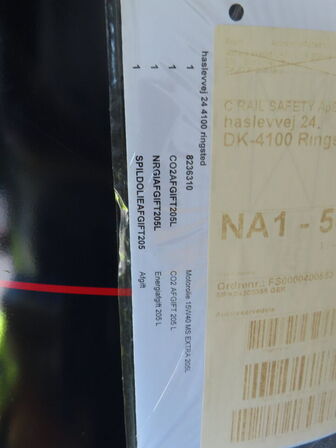 haslevvej 24 4100 ringsted
1 8236310 Motorolie 15W40 MS EXTRA 205L
1 CO2AFGIFT205L CO2 AFGIFT 205 L
1 NRGIAFGIFT205L Energiafgift 205 L
1 SPILDOLIEAFGIFT205 Afgift
C RAIL SAFETY Ap
haslevvej 24
DK-4100 Rings
NA1 - 5
Ordrenr.: